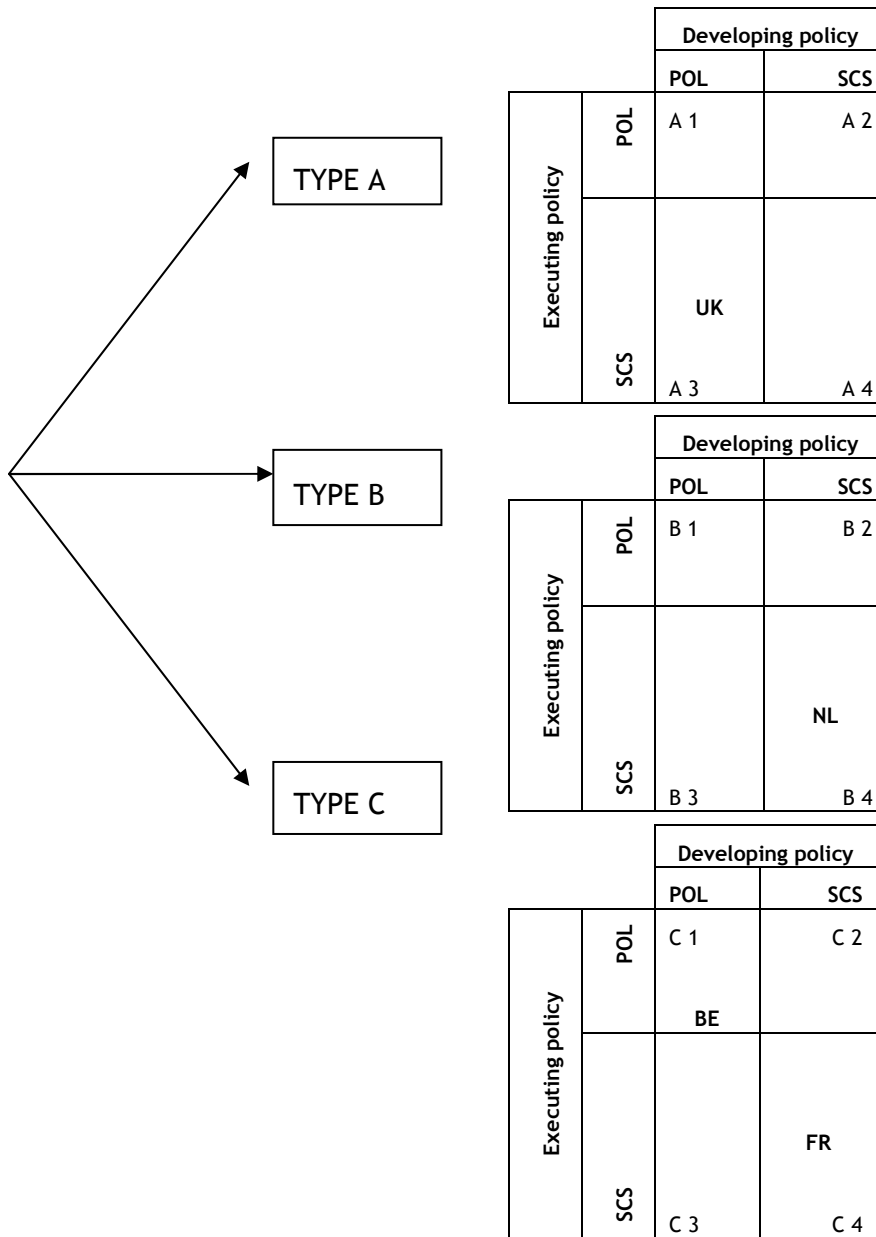 Developing policy
POL SCS
Executing policy
POL
A 1 A 2
TYPE A
UK
SCS
A 3 A 4
Developing policy
POL SCS
Executing policy
POL
B 1 B 2
TYPE B
NL
SCS
B 3 B 4
TYPE C
Developing policy
POL SCS
Executing policy
POL
C 1 C 2
BE
FR
SCS
C 3 C 4